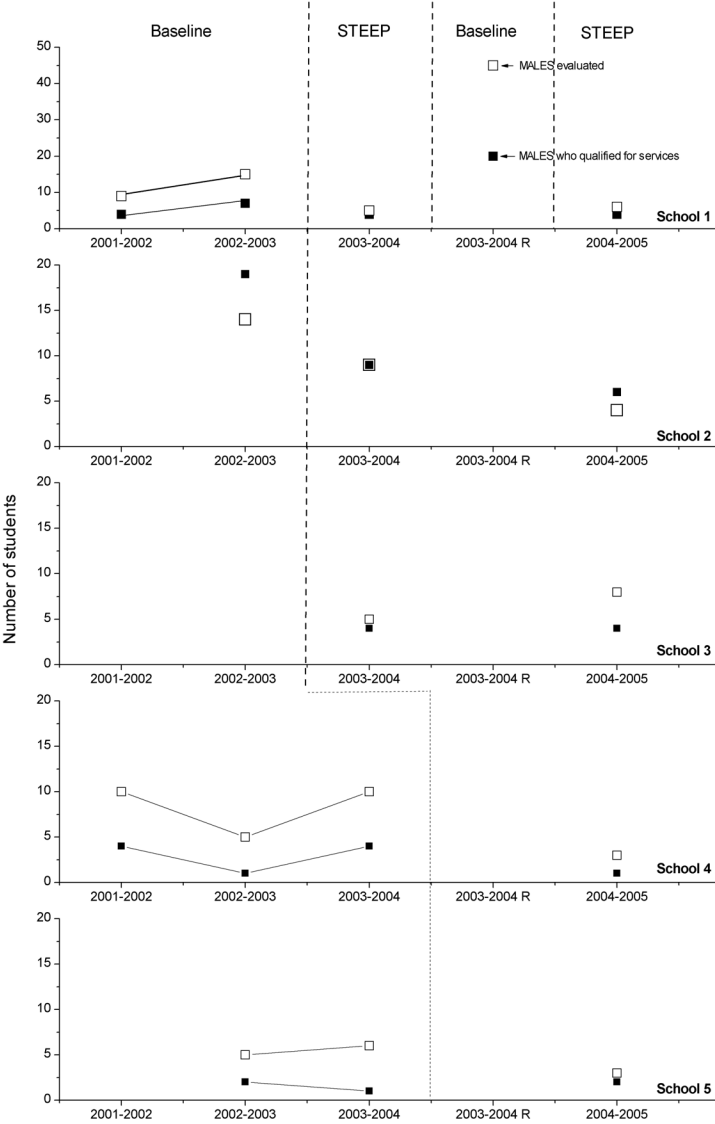 Baseline STEEP Baseline STEEP
50
MALES evaluated
40
30
20
MALES who qualified for services
10
0
School 1
2001-2002 2002-2003 2003-2004 2003-2004 R 2004-2005
20
15
10
5
0
School 2
2001-2002 2002-2003 2003-2004 2003-2004 R 2004-2005
Number of students
20
15
10
5
0
School 3
2001-2002 2002-2003 2003-2004 2003-2004 R 2004-2005
20
15
10
5
0
School 4
2001-2002 2002-2003 2003-2004 2003-2004 R 2004-2005
20
15
10
5
0
School 5
2001-2002 2002-2003 2003-2004 2003-2004 R 2004-2005